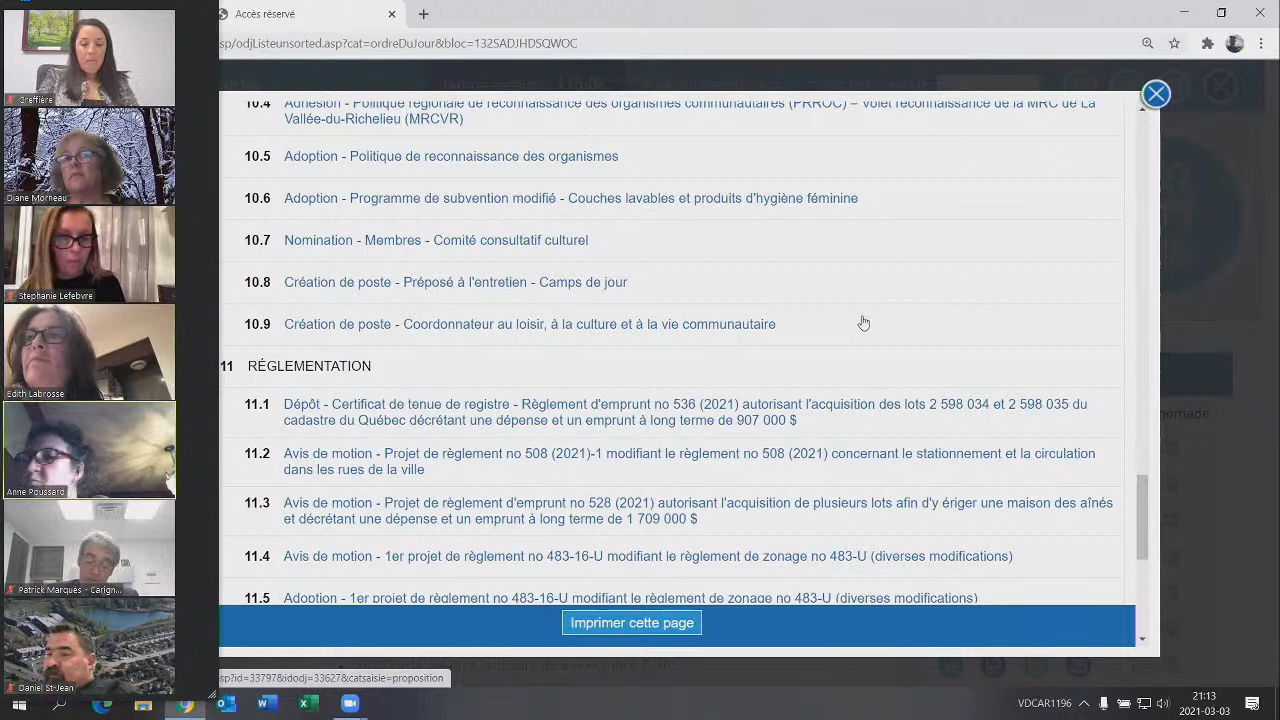 Accès réservé
sp/odjListeunsorted.asp?cat=ordreDuJour&bloc=132SADJHDSQWOC
Greffière
Diane Morneau
Stephanie Lefebvre
Edith Labrosse
Anne Poussard
Patrick Marquès - Carign...
Daniel St-Jean
10.4 Adhésion - Politique régionale de reconnaissance des organismes communautaires (PRROC) – Volet reconnaissance de la MRC de La
Vallée-du-Richelieu (MRCVR)
10.5 Adoption - Politique de reconnaissance des organismes
10.6 Adoption - Programme de subvention modifié - Couches lavables et produits d'hygiène féminine
10.7 Nomination - Membres - Comité consultatif culturel
10.8 Création de poste - Préposé à l'entretien - Camps de jour
10.9 Création de poste - Coordonnateur au loisir, à la culture et à la vie communautaire
11 RÉGLEMENTATION
11.1 Dépôt - Certificat de tenue de registre - Règlement d'emprunt no 536 (2021) autorisant l'acquisition des lots 2 598 034 et 2 598 035 du
cadastre du Québec décrétant une dépense et un emprunt à long terme de 907 000 $
11.2 Avis de motion - Projet de règlement no 508 (2021)-1 modifiant le règlement no 508 (2021) concernant le stationnement et la circulation
dans les rues de la ville
11.3 Avis de motion - Projet de règlement d'emprunt no 528 (2021) autorisant l'acquisition de plusieurs lots afin d'y ériger une maison des aînés
et décrétant une dépense et un emprunt à long terme de 1 709 000 $
11.4 Avis de motion - 1er projet de règlement no 483-16-U modifiant le règlement de zonage no 483-U (diverses modifications)
11.5 Adoption - 1er projet de règlement no 483-16-U modifiant le règlement de zonage no 483-U (diverses modifications)
Imprimer cette page
sp?id=33797&idodj=33627&catsaisie=proposition
VDCAR1196
21:13
2021-03-03